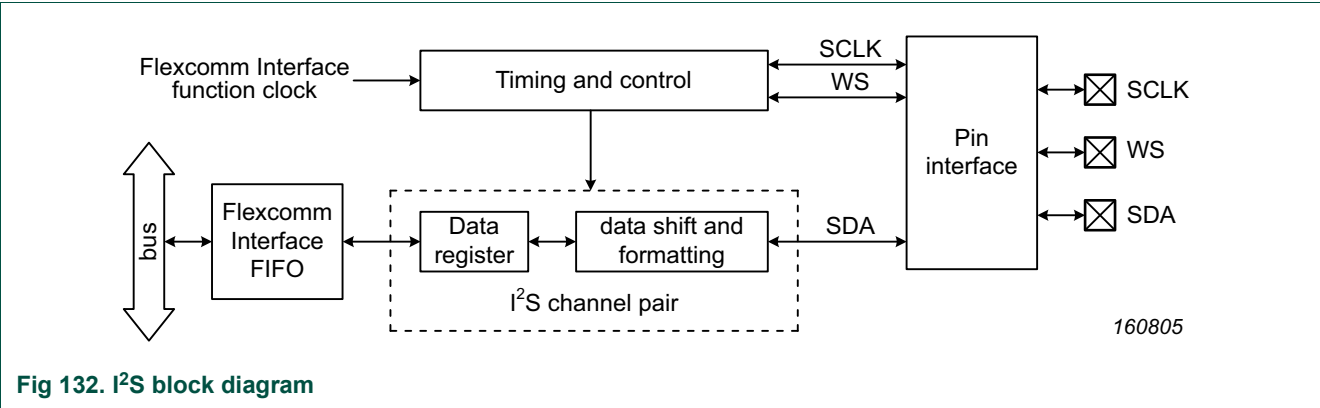 Flexcomm Interface
function clock
Timing and control
SCLK
WS
Pin
interface
SCLK
WS
SDA
bus
Flexcomm
Interface
FIFO
Data
register
data shift and
formatting
SDA
I²S channel pair
160805
Fig 132. I²S block diagram